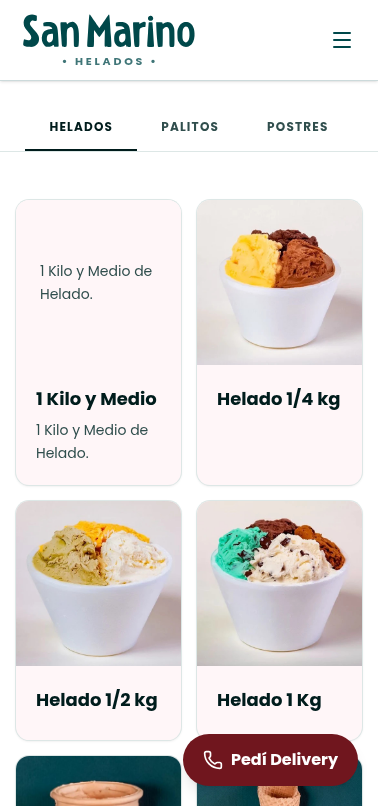 San Marino
• HELADOS •
HELADOS
PALITOS
POSTRES
1 Kilo y Medio de
Helado.
1 Kilo y Medio
1 Kilo y Medio de
Helado.
Helado 1/4 kg
Helado 1/2 kg
Helado 1 Kg
Pedí Delivery